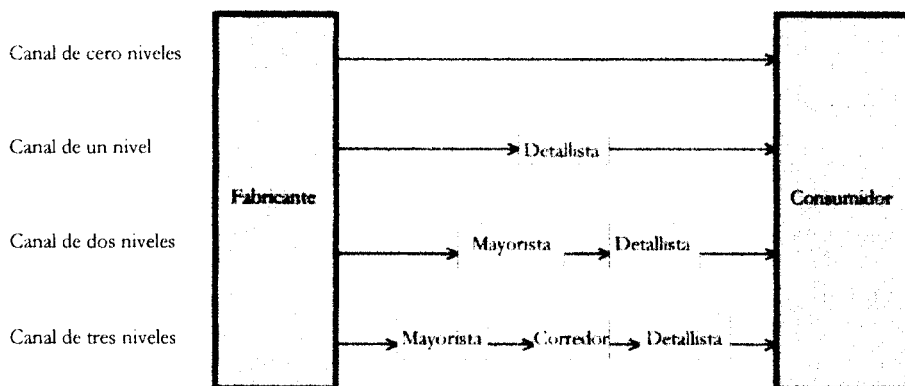 Canal de cero niveles
Canal de un nivel Detallista
Fabricante Consumidor
Canal de dos niveles Mayorista Detallista
Canal de tres niveles Mayorista Corredor Detallista